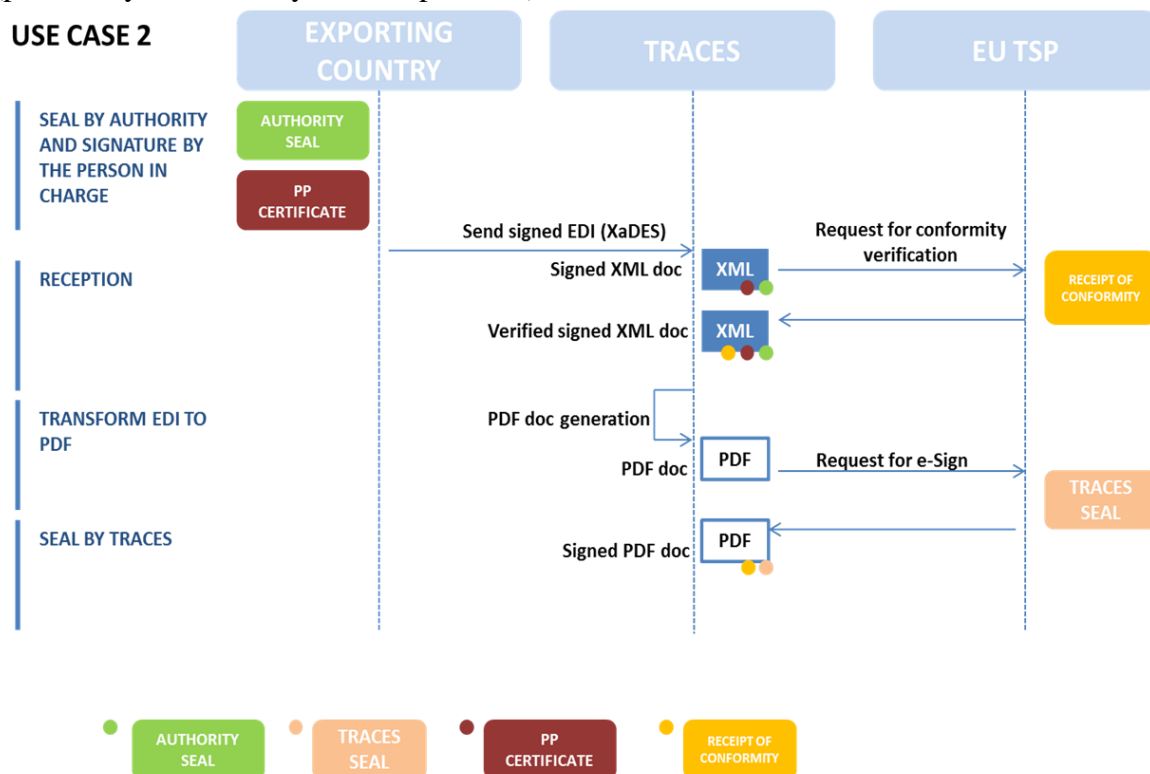 USE CASE 2
EXPORTING
COUNTRY
TRACES
EU TSP
SEAL BY AUTHORITY
AND SIGNATURE BY
THE PERSON IN
CHARGE
AUTHORITY
SEAL
PP
CERTIFICATE
Send signed EDI (XaDES)
Request for conformity
verification
RECEPTION
Signed XML doc
XML
RECEIPT OF
CONFORMITY
Verified signed XML doc
XML
TRANSFORM EDI TO
PDF
PDF doc generation
PDF doc
PDF
Request for e-Sign
TRACES
SEAL
SEAL BY TRACES
Signed PDF doc
PDF
AUTHORITY
SEAL
TRACES
SEAL
PP
CERTIFICATE
RECEIPT OF
CONFORMITY